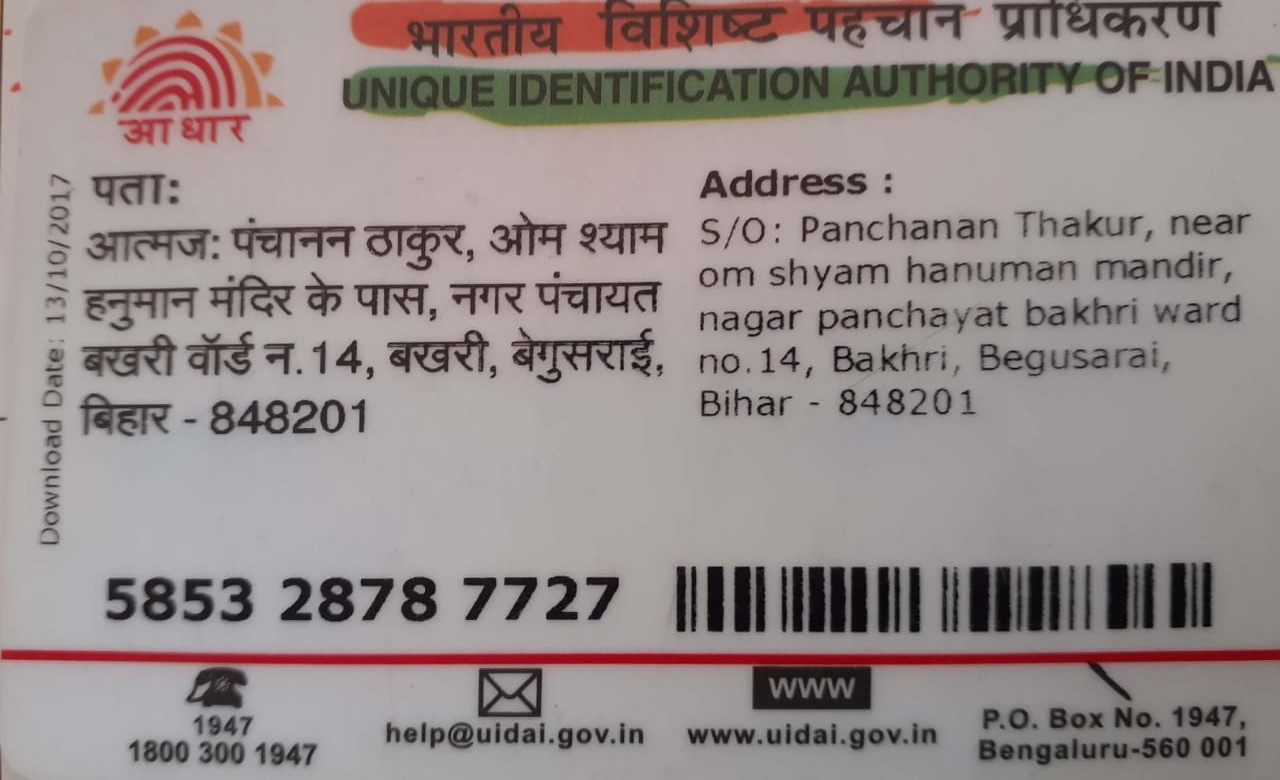 भारतीय विशिष्ट पहचान प्राधिकरण
UNIQUE IDENTIFICATION AUTHORITY OF INDIA
आधार
Download Date: 13/10/2017
पता:
आत्मज: पंचानन ठाकुर, ओम श्याम
हनुमान मंदिर के पास, नगर पंचायत
बखरी वॉर्ड न.14, बखरी, बेगुसराई,
बिहार - 848201
Address :
S/O: Panchanan Thakur, near
om shyam hanuman mandir,
nagar panchayat bakhri ward
no.14, Bakhri, Begusarai,
Bihar - 848201
5853 2878 7727
1947
1800 300 1947
help@uidai.gov.in
www
www.uidai.gov.in
P.O. Box No. 1947,
Bengaluru-560 001